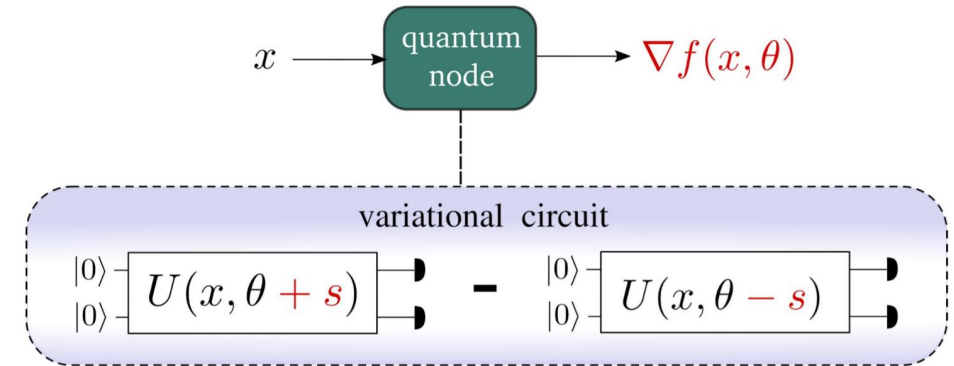 x
quantum
node
∇f(x, θ)
variational circuit
|0⟩
|0⟩
U(x, θ + s)
-
|0⟩
|0⟩
U(x, θ − s)